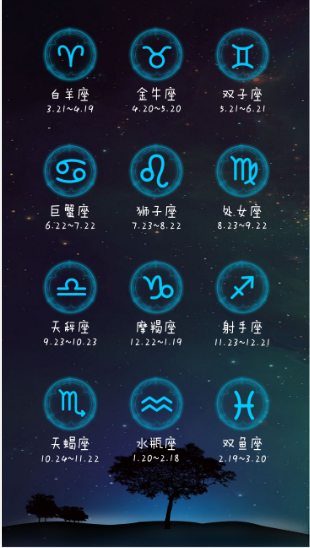 白羊座 金牛座 双子座
3.21~4.19 4.20~5.20 5.21~6.21
巨蟹座 狮子座 处女座
6.22~7.22 7.23~8.22 8.23~9.22
天秤座 摩羯座 射手座
9.23~10.23 12.22~1.19 11.23~12.21
天蝎座 水瓶座 双鱼座
10.24~11.22 1.20~2.18 2.19~3.20